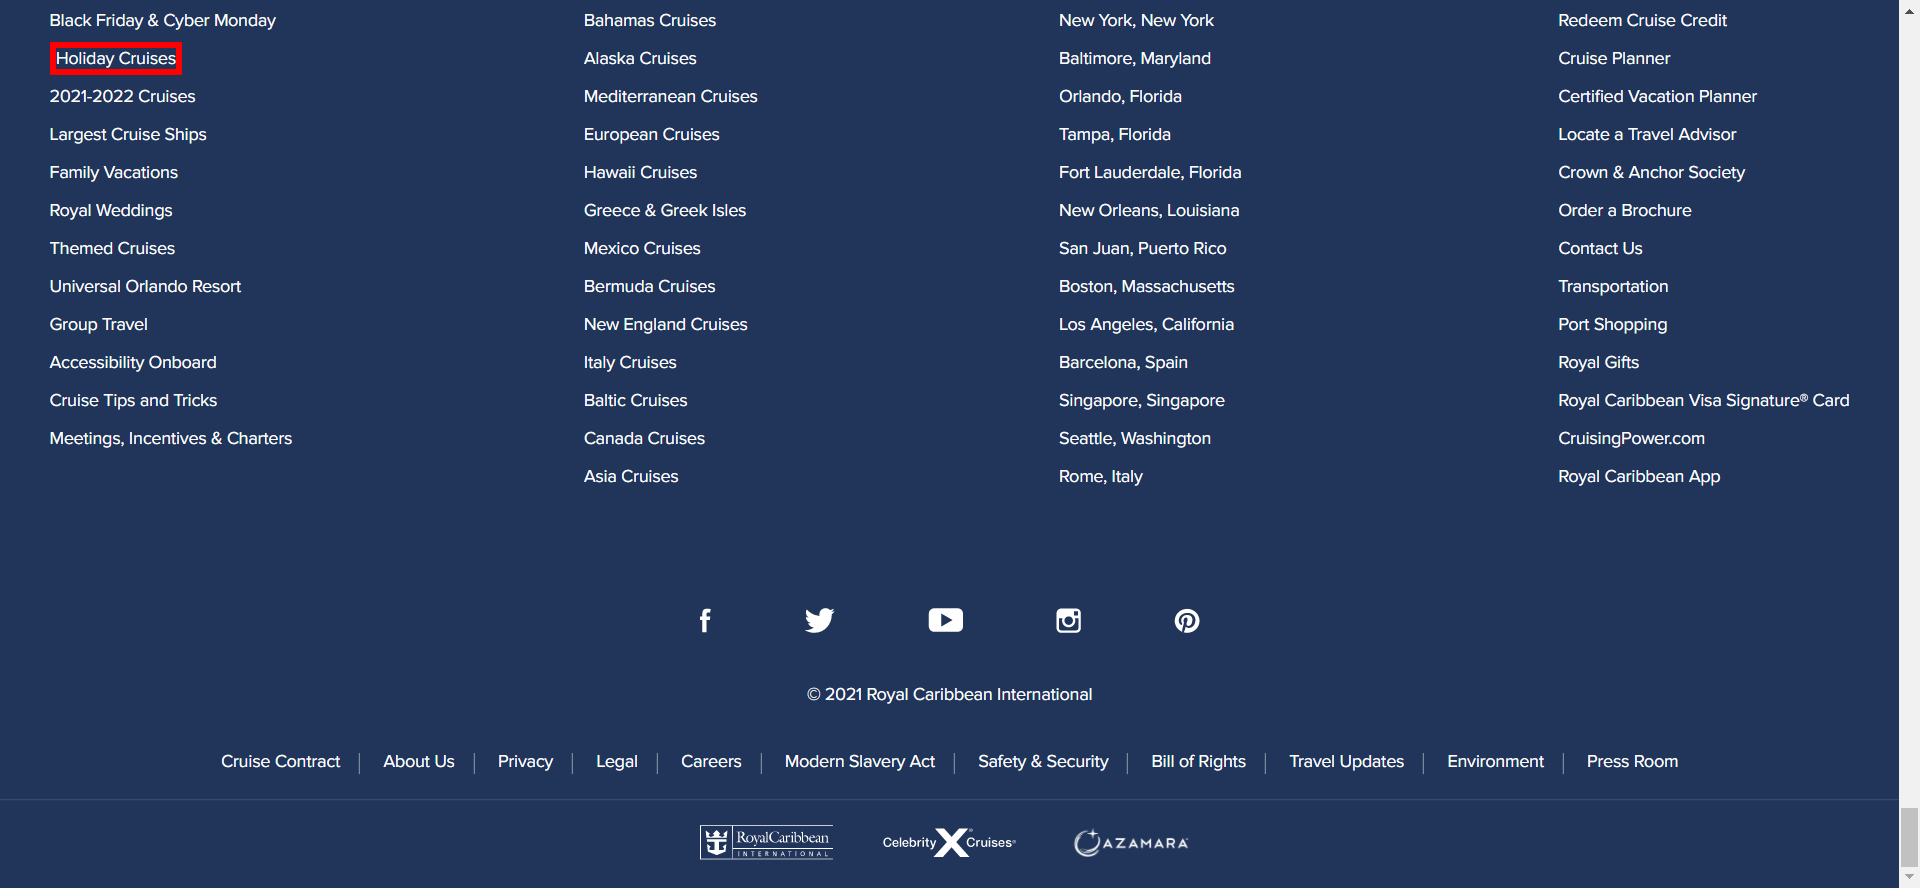 Black Friday & Cyber Monday
Holiday Cruises
2021-2022 Cruises
Largest Cruise Ships
Family Vacations
Royal Weddings
Themed Cruises
Universal Orlando Resort
Group Travel
Accessibility Onboard
Cruise Tips and Tricks
Meetings, Incentives & Charters
Bahamas Cruises
Alaska Cruises
Mediterranean Cruises
European Cruises
Hawaii Cruises
Greece & Greek Isles
Mexico Cruises
Bermuda Cruises
New England Cruises
Italy Cruises
Baltic Cruises
Canada Cruises
Asia Cruises
New York, New York
Baltimore, Maryland
Orlando, Florida
Tampa, Florida
Fort Lauderdale, Florida
New Orleans, Louisiana
San Juan, Puerto Rico
Boston, Massachusetts
Los Angeles, California
Barcelona, Spain
Singapore, Singapore
Seattle, Washington
Rome, Italy
Redeem Cruise Credit
Cruise Planner
Certified Vacation Planner
Locate a Travel Advisor
Crown & Anchor Society
Order a Brochure
Contact Us
Transportation
Port Shopping
Royal Gifts
Royal Caribbean Visa Signature® Card
CruisingPower.com
Royal Caribbean App
© 2021 Royal Caribbean International
Cruise Contract | About Us | Privacy | Legal | Careers | Modern Slavery Act | Safety & Security | Bill of Rights | Travel Updates | Environment | Press Room
RoyalCaribbean
INTERNATIONAL
Celebrity X Cruises®
AZAMARA